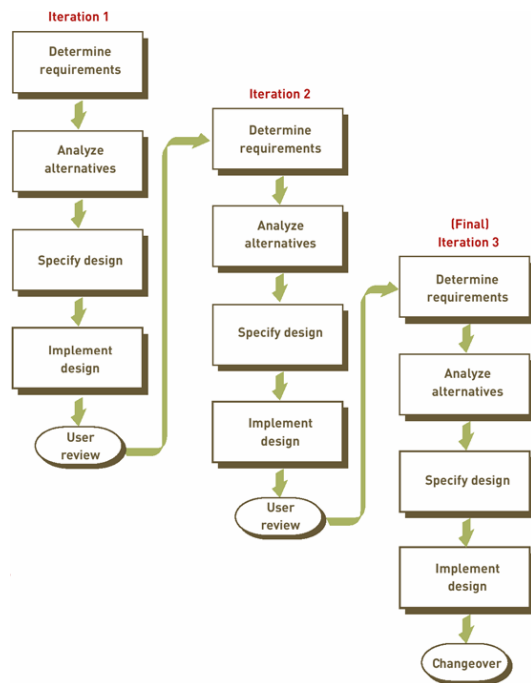 Iteration 1
Determine
requirements
Analyze
alternatives
Specify design
Implement
design
User
review
Iteration 2
Determine
requirements
Analyze
alternatives
Specify design
Implement
design
User
review
(Final)
Iteration 3
Determine
requirements
Analyze
alternatives
Specify design
Implement
design
Changeover